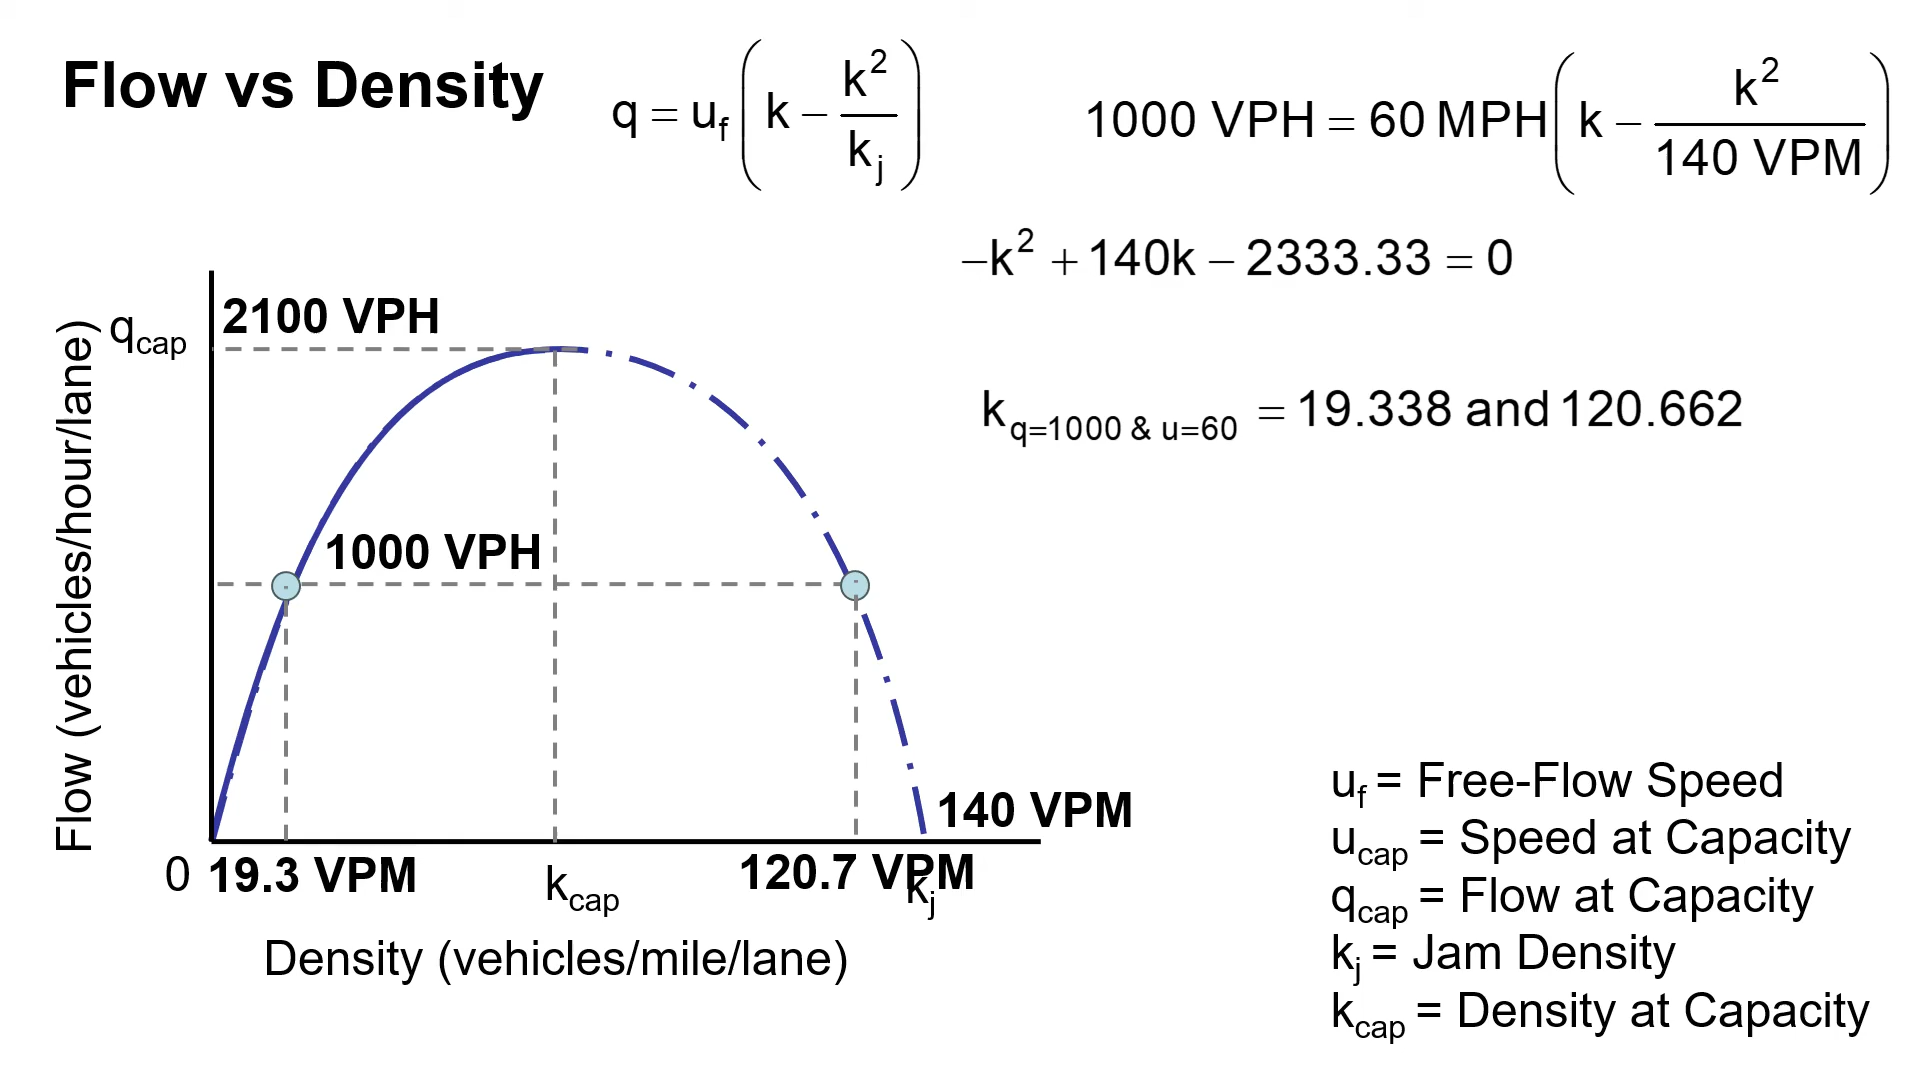 Flow vs Density
q = u_f (k − k²/k_j)
1000 VPH = 60 MPH (k − k²/140 VPM)
−k² + 140k − 2333.33 = 0
k_q=1000 & u=60 = 19.338 and 120.662
q_cap
2100 VPH
1000 VPH
Flow (vehicles/hour/lane)
140 VPM
0
19.3 VPM
k_cap
120.7 VPM
k_j
Density (vehicles/mile/lane)
u_f = Free-Flow Speed
u_cap = Speed at Capacity
q_cap = Flow at Capacity
k_j = Jam Density
k_cap = Density at Capacity